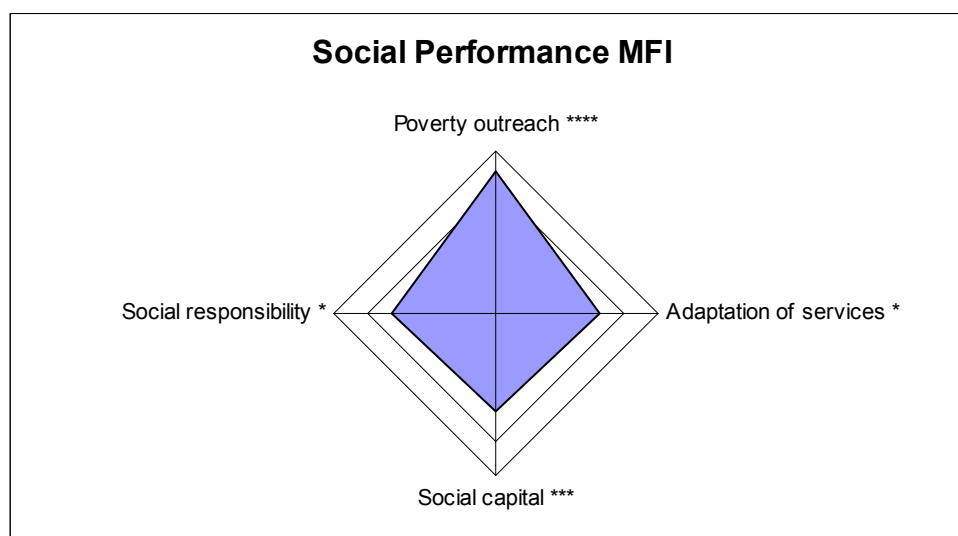 Social Performance MFI
Poverty outreach ****
Social responsibility *
Adaptation of services *
Social capital ***